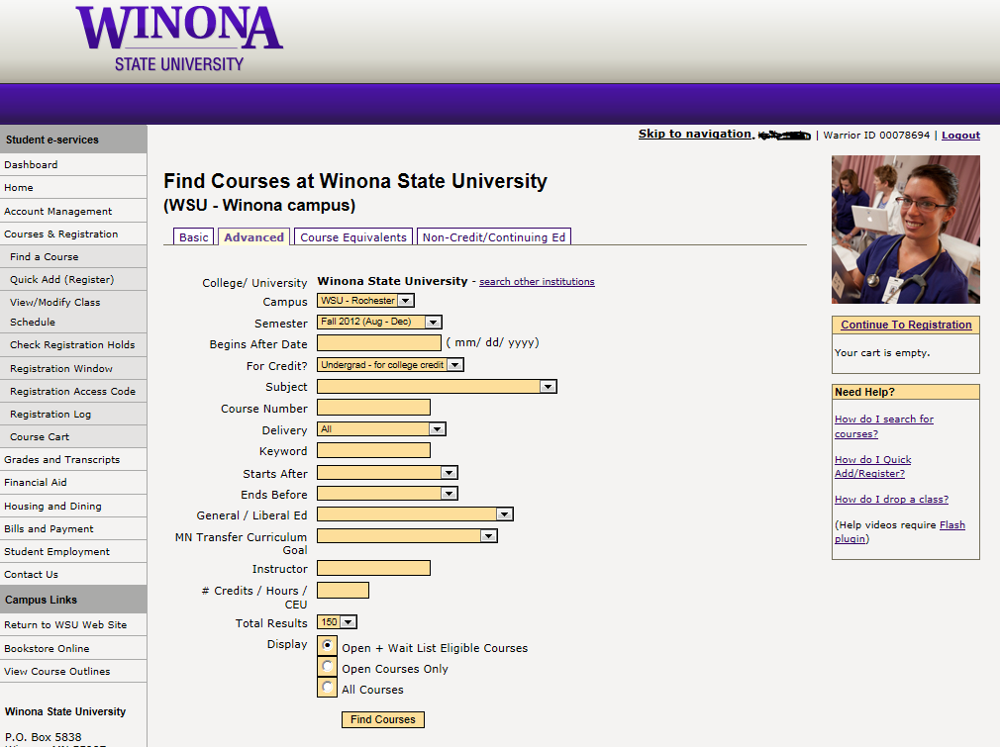 WINONA
STATE UNIVERSITY
Student e-services
Dashboard
Home
Account Management
Courses & Registration
Find a Course
Quick Add (Register)
View/Modify Class
Schedule
Check Registration Holds
Registration Window
Registration Access Code
Registration Log
Course Cart
Grades and Transcripts
Financial Aid
Housing and Dining
Bills and Payment
Student Employment
Contact Us
Campus Links
Return to WSU Web Site
Bookstore Online
View Course Outlines
Winona State University
P.O. Box 5838
Skip to navigation. | Warrior ID 00078694 | Logout
Find Courses at Winona State University
(WSU - Winona campus)
Basic Advanced Course Equivalents Non-Credit/Continuing Ed
College/ University Winona State University - search other institutions
Campus WSU - Rochester
Semester Fall 2012 (Aug - Dec)
Begins After Date ( mm/ dd/ yyyy)
For Credit? Undergrad - for college credit
Subject
Course Number
Delivery All
Keyword
Starts After
Ends Before
General / Liberal Ed
MN Transfer Curriculum
Goal
Instructor
# Credits / Hours /
CEU
Total Results 150
Display Open + Wait List Eligible Courses
Open Courses Only
All Courses
Find Courses
Continue To Registration
Your cart is empty.
Need Help?
How do I search for
courses?
How do I Quick
Add/Register?
How do I drop a class?
(Help videos require Flash
plugin)